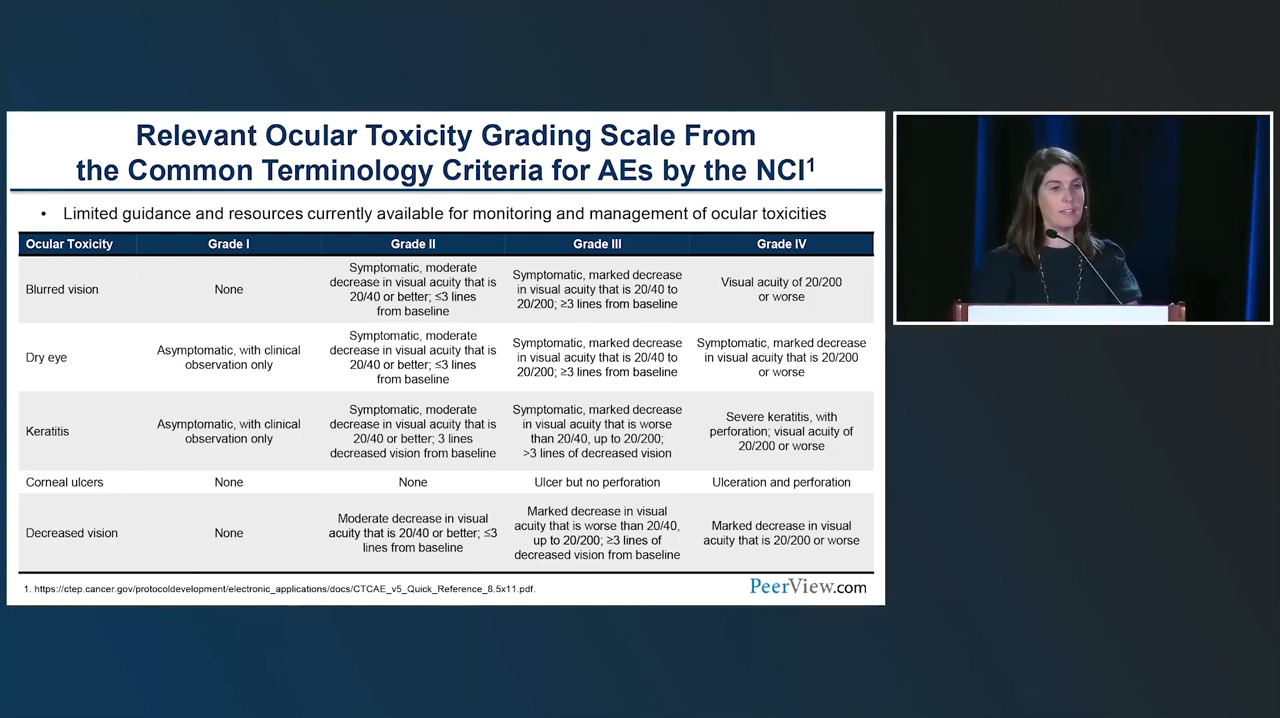 Relevant Ocular Toxicity Grading Scale From
the Common Terminology Criteria for AEs by the NCI¹
• Limited guidance and resources currently available for monitoring and management of ocular toxicities
Ocular Toxicity Grade I Grade II Grade III Grade IV
Blurred vision
None
Symptomatic, moderate
decrease in visual acuity that is
20/40 or better; ≤3 lines
from baseline
Symptomatic, marked decrease
in visual acuity that is 20/40 to
20/200; ≥3 lines from baseline
Visual acuity of 20/200
or worse
Dry eye
Asymptomatic, with clinical
observation only
Symptomatic, moderate
decrease in visual acuity that is
20/40 or better; ≤3 lines
from baseline
Symptomatic, marked decrease
in visual acuity that is 20/40 to
20/200; ≥3 lines from baseline
Symptomatic, marked decrease
in visual acuity that is 20/200
or worse
Keratitis
Asymptomatic, with clinical
observation only
Symptomatic, moderate
decrease in visual acuity that is
20/40 or better; 3 lines
decreased vision from baseline
Symptomatic, marked decrease
in visual acuity that is worse
than 20/40, up to 20/200;
>3 lines of decreased vision
Severe keratitis, with
perforation; visual acuity of
20/200 or worse
Corneal ulcers
None
None
Ulcer but no perforation
Ulceration and perforation
Decreased vision
None
Moderate decrease in visual
acuity that is 20/40 or better; ≤3
lines from baseline
Marked decrease in visual
acuity that is worse than 20/40,
up to 20/200; ≥3 lines of
decreased vision from baseline
Marked decrease in visual
acuity that is 20/200 or worse
1. https://ctep.cancer.gov/protocoldevelopment/electronic_applications/docs/CTCAE_v5_Quick_Reference_8.5x11.pdf.
PeerView.com